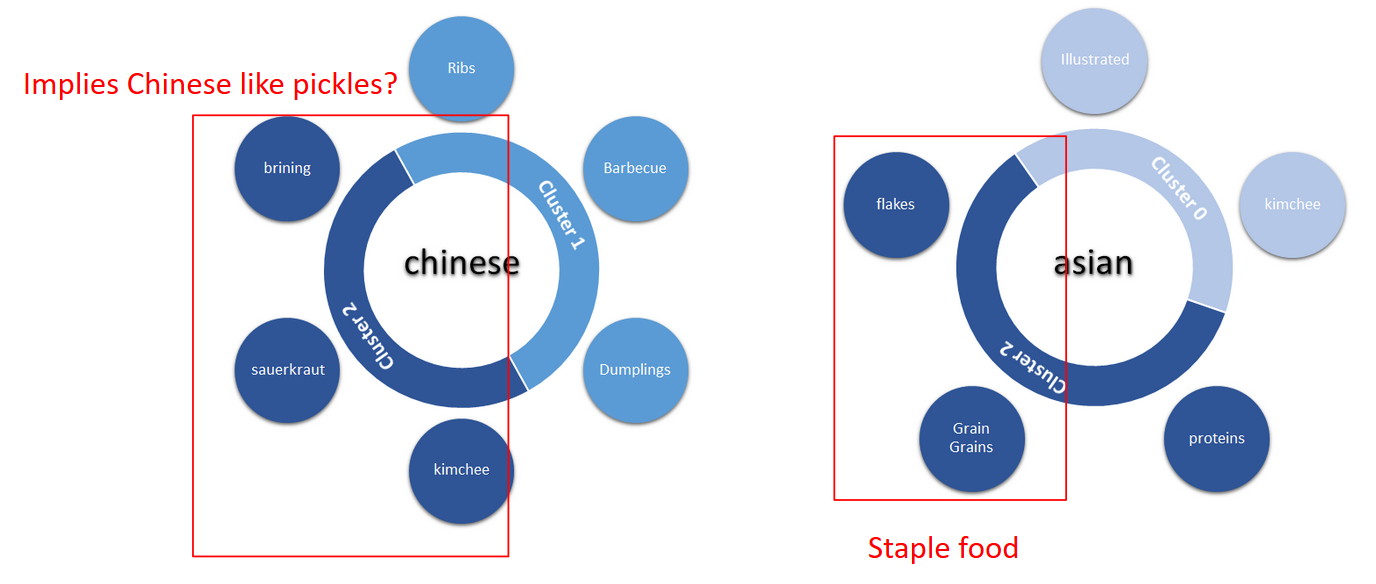 Implies Chinese like pickles?
Ribs
brining
Barbecue
Cluster 1
chinese
Cluster 2
sauerkraut
Dumplings
kimchee
Illustrated
flakes
Cluster 0
kimchee
asian
Cluster 2
Grain
Grains
proteins
Staple food